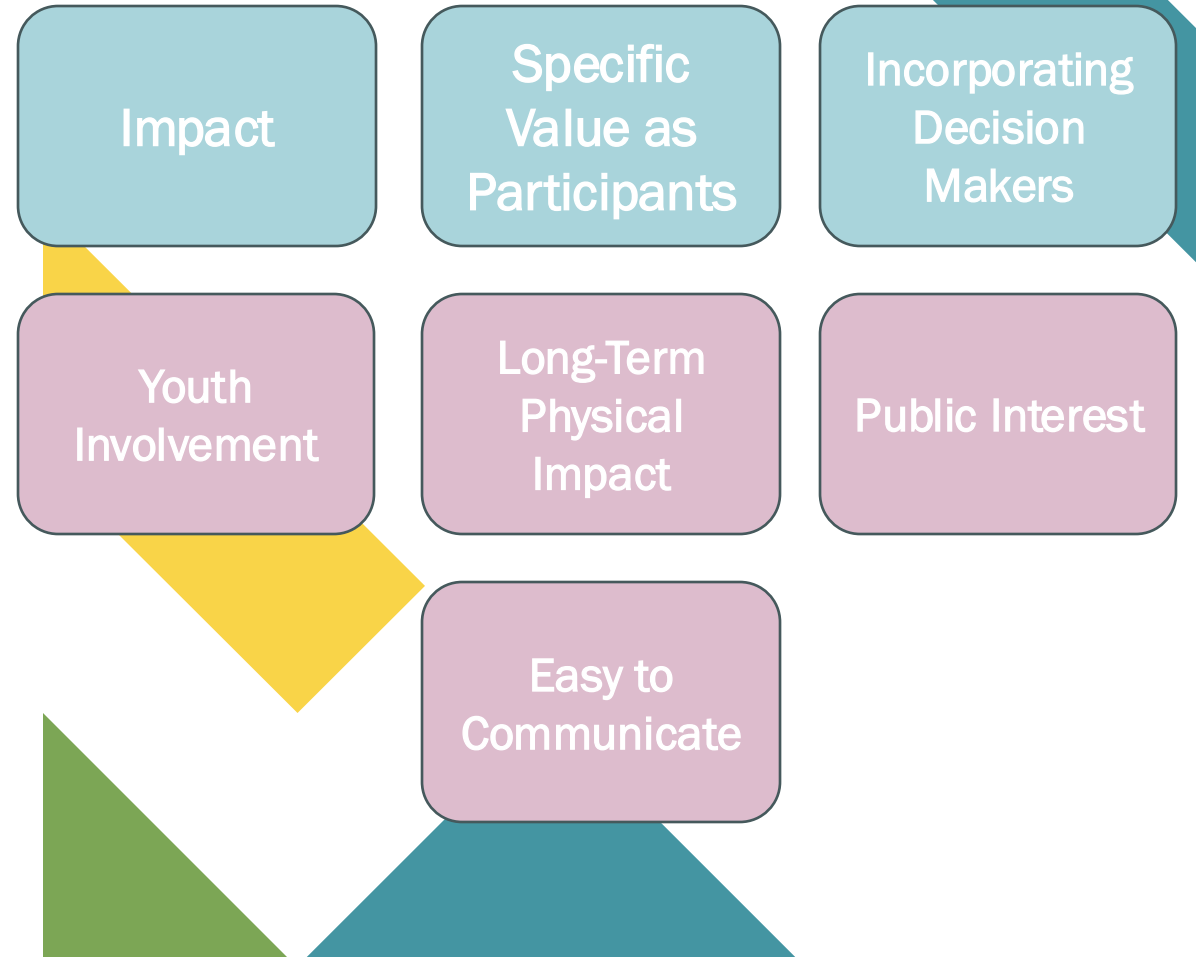 Impact
Specific
Value as
Participants
Incorporating
Decision
Makers
Youth
Involvement
Long-Term
Physical
Impact
Public Interest
Easy to
Communicate